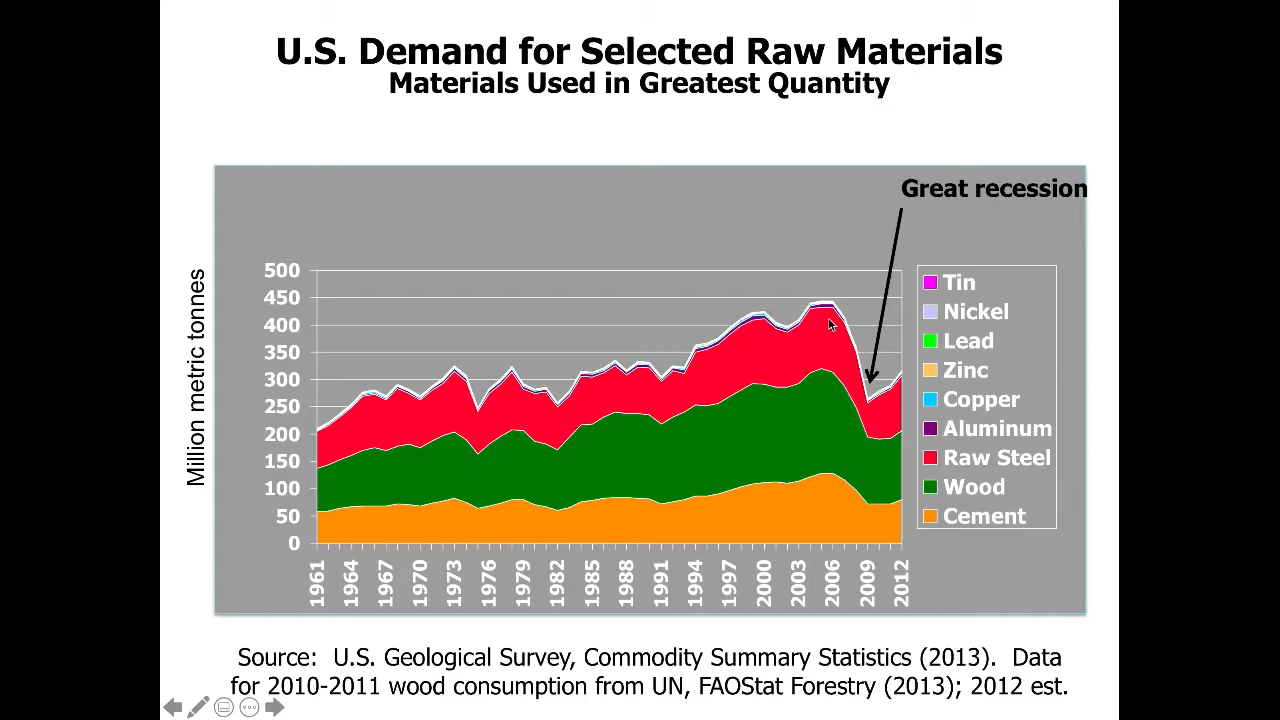 U.S. Demand for Selected Raw Materials
Materials Used in Greatest Quantity
Great recession
Million metric tonnes
500
450
400
350
300
250
200
150
100
50
0
1961
1964
1967
1970
1973
1976
1979
1982
1985
1988
1991
1994
1997
2000
2003
2006
2009
2012
Tin
Nickel
Lead
Zinc
Copper
Aluminum
Raw Steel
Wood
Cement
Source: U.S. Geological Survey, Commodity Summary Statistics (2013). Data
for 2010-2011 wood consumption from UN, FAOStat Forestry (2013); 2012 est.